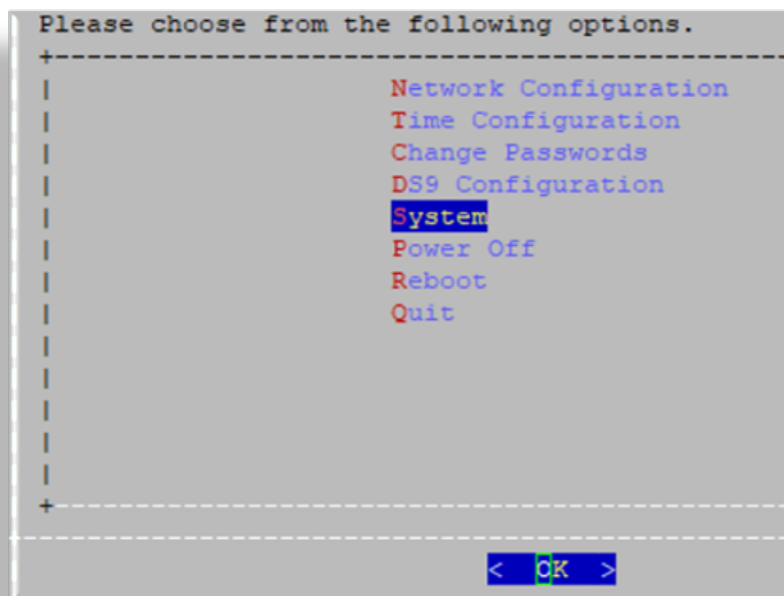 Please choose from the following options.
Network Configuration
Time Configuration
Change Passwords
DS9 Configuration
System
Power Off
Reboot
Quit
< OK >